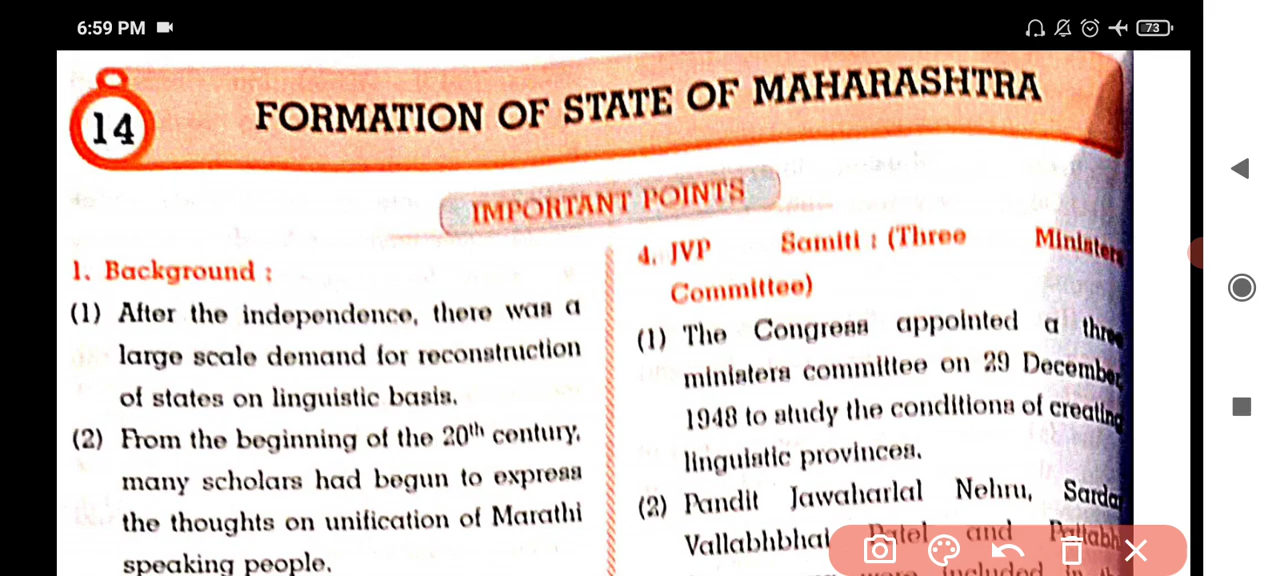 6:59 PM
73
14
FORMATION OF STATE OF MAHARASHTRA
IMPORTANT POINTS
1. Background :
(1) After the independence, there was a
large scale demand for reconstruction
of states on linguistic basis.
(2) From the beginning of the 20th century,
many scholars had begun to express
the thoughts on unification of Marathi
speaking people.
4. JVP Samiti : (Three Ministers
Committee)
(1) The Congress appointed a three
ministers committee on 29 December,
1948 to study the conditions of creating
linguistic provinces.
(2) Pandit Jawaharlal Nehru, Sardar
Vallabhbhai Patel and Pattabh
were included in